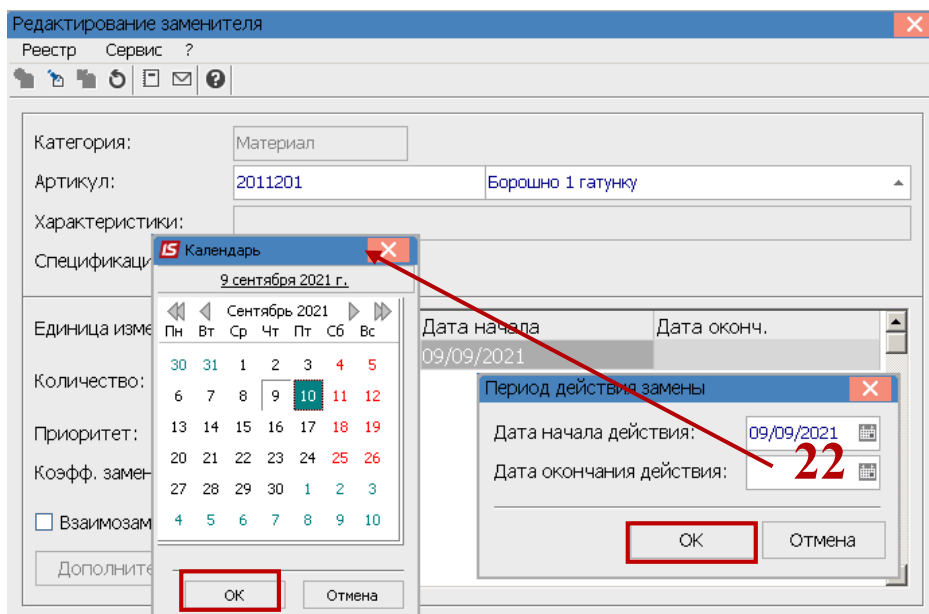 Редактирование заменителя
Реестр Сервис ?
Категория: Материал
Артикул: 2011201 Борошно 1 гатунку
Характеристики:
Спецификаци
Календарь
9 сентября 2021 г.
Сентябрь 2021
Пн Вт Ср Чт Пт Сб Вс
30 31 1 2 3 4 5
6 7 8 9 10 11 12
13 14 15 16 17 18 19
20 21 22 23 24 25 26
27 28 29 30 1 2 3
4 5 6 7 8 9 10
ОК Отмена
Единица изме
Количество:
Приоритет:
Коэфф. замен
Взаимозам
Дополните
Дата начала Дата оконч.
09/09/2021
Период действия замены
Дата начала действия: 09/09/2021
Дата окончания действия:
22
ОК Отмена